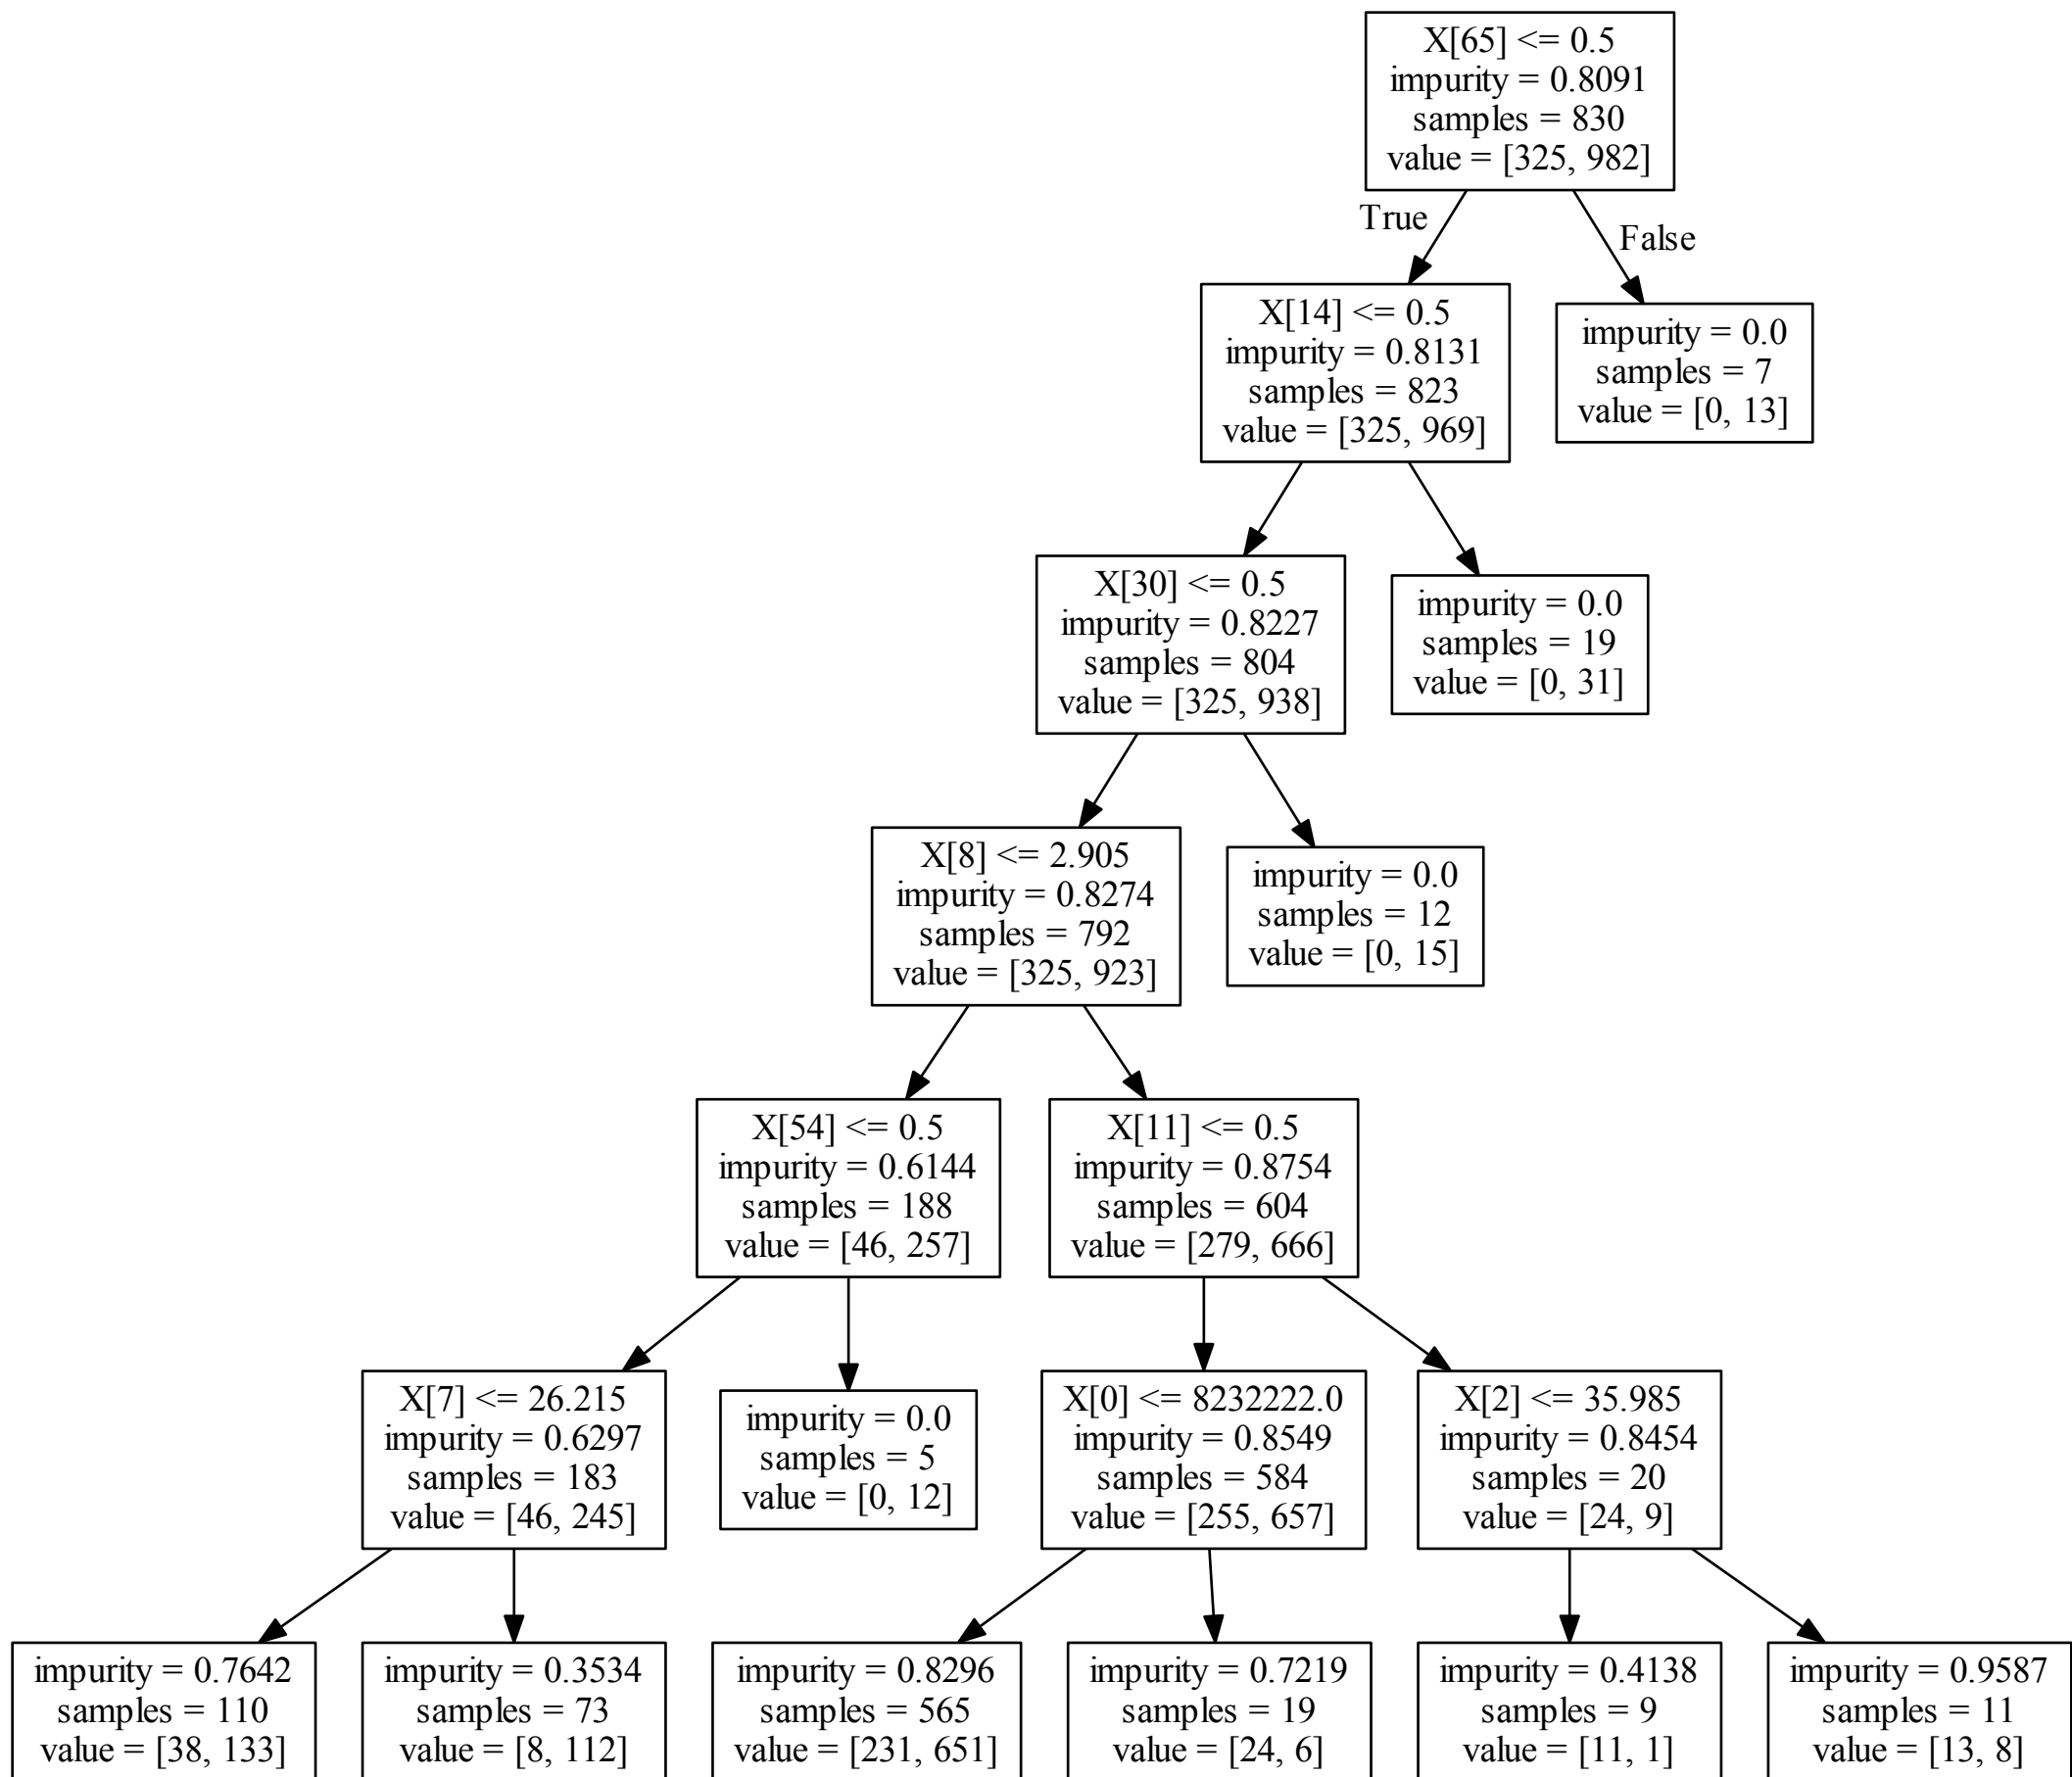 X[65] <= 0.5
impurity = 0.8091
samples = 830
value = [325, 982]
True
False
X[14] <= 0.5
impurity = 0.8131
samples = 823
value = [325, 969]
impurity = 0.0
samples = 7
value = [0, 13]
X[30] <= 0.5
impurity = 0.8227
samples = 804
value = [325, 938]
impurity = 0.0
samples = 19
value = [0, 31]
X[8] <= 2.905
impurity = 0.8274
samples = 792
value = [325, 923]
impurity = 0.0
samples = 12
value = [0, 15]
X[54] <= 0.5
impurity = 0.6144
samples = 188
value = [46, 257]
X[11] <= 0.5
impurity = 0.8754
samples = 604
value = [279, 666]
X[7] <= 26.215
impurity = 0.6297
samples = 183
value = [46, 245]
impurity = 0.0
samples = 5
value = [0, 12]
X[0] <= 8232222.0
impurity = 0.8549
samples = 584
value = [255, 657]
X[2] <= 35.985
impurity = 0.8454
samples = 20
value = [24, 9]
impurity = 0.7642
samples = 110
value = [38, 133]
impurity = 0.3534
samples = 73
value = [8, 112]
impurity = 0.8296
samples = 565
value = [231, 651]
impurity = 0.7219
samples = 19
value = [24, 6]
impurity = 0.4138
samples = 9
value = [11, 1]
impurity = 0.9587
samples = 11
value = [13, 8]